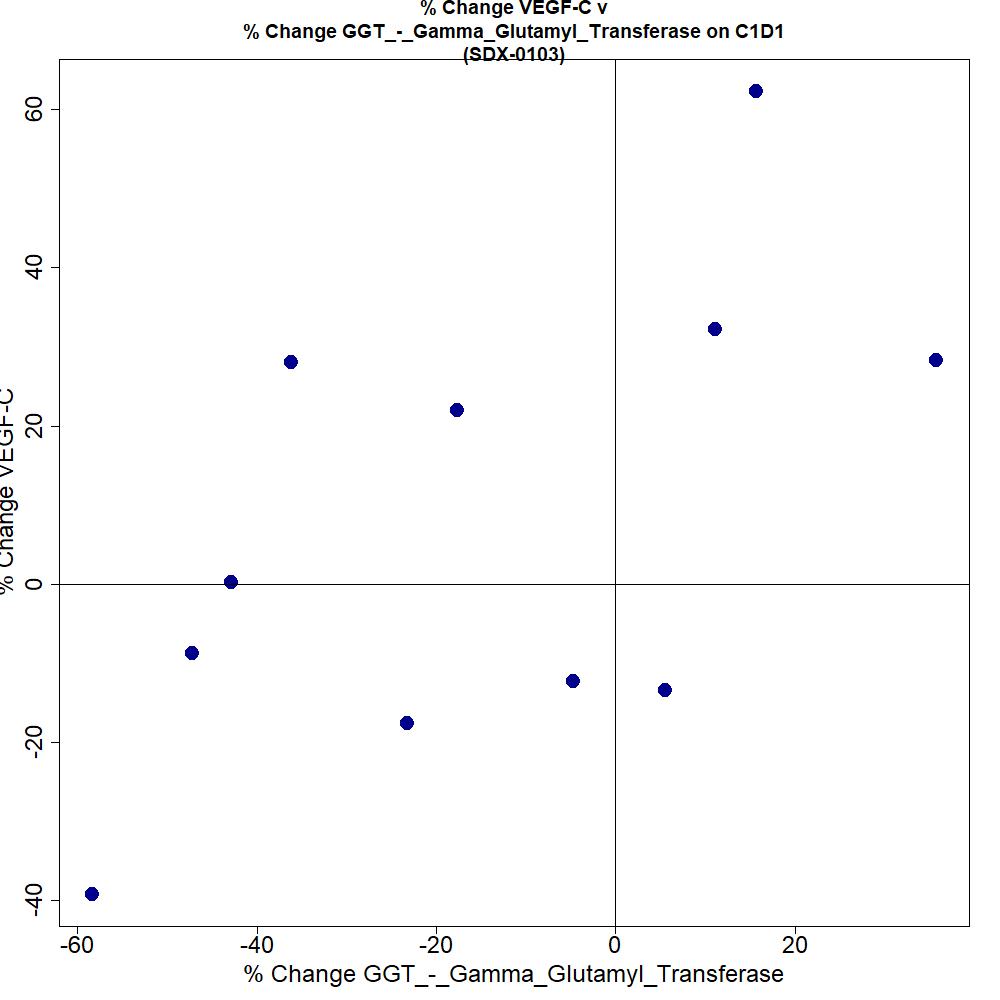 % Change VEGF-C v
% Change GGT_-_Gamma_Glutamyl_Transferase on C1D1
(SDX-0103)
60
40
20
0
-20
-40
% Change VEGF-C
-60
-40
-20
0
20
% Change GGT_-_Gamma_Glutamyl_Transferase